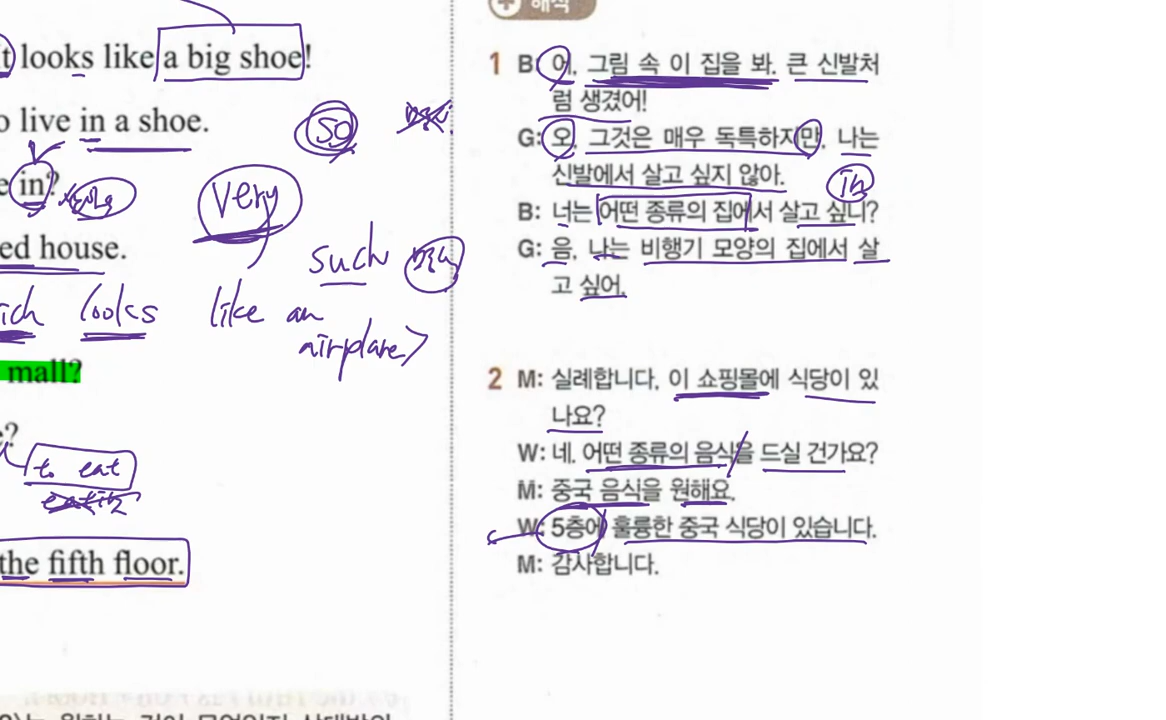 t looks like a big shoe!
o live in a shoe.
so
e in?
very
ed house.
such 명사
ich looks like an
airplane>
mall?
e?
to eat
the fifth floor.
해석
1 B: 어, 그림 속 이 집을 봐. 큰 신발처
럼 생겼어!
G: 오, 그것은 매우 독특하지만, 나는
신발에서 살고 싶지 않아.
in
B: 너는 어떤 종류의 집에서 살고 싶니?
G: 음, 나는 비행기 모양의 집에서 살
고 싶어.
2 M: 실례합니다, 이 쇼핑몰에 식당이 있
나요?
W: 네. 어떤 종류의 음식을 드실 건가요?
M: 중국 음식을 원해요.
W: 5층에 훌륭한 중국 식당이 있습니다.
M: 감사합니다.